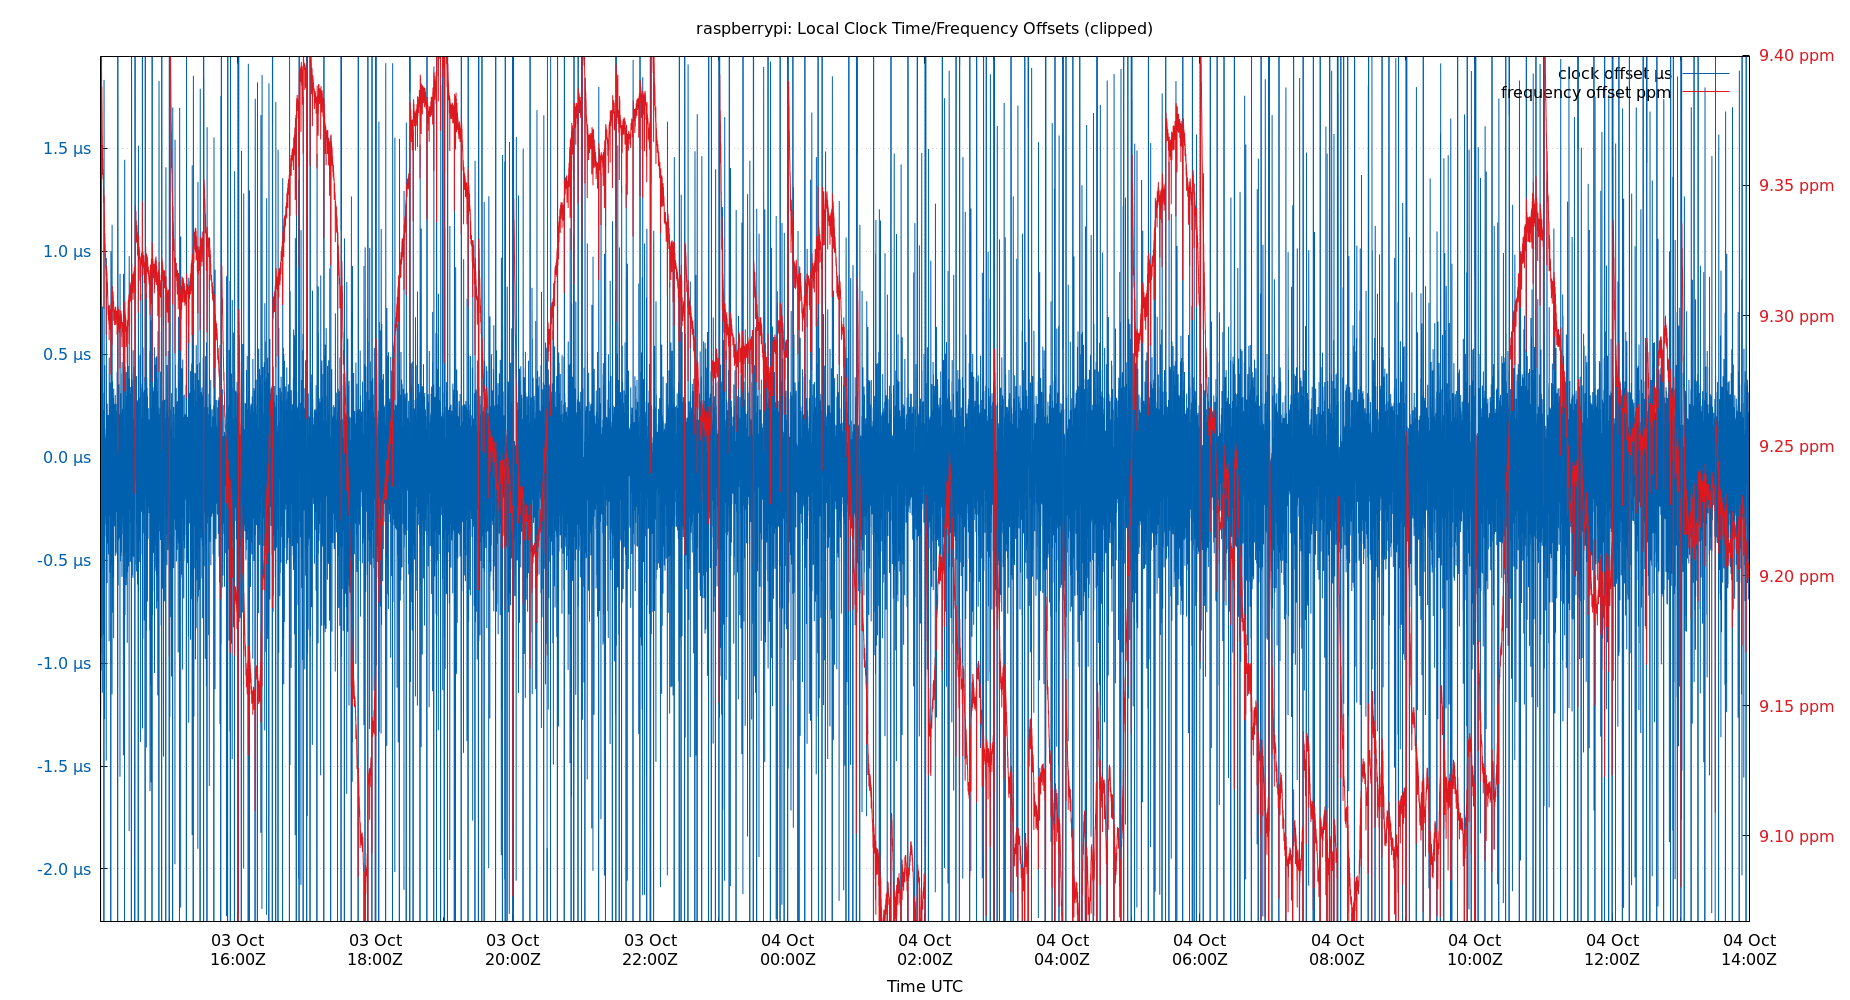 raspberrypi: Local Clock Time/Frequency Offsets (clipped)
9.40 ppm
clock offset µs
frequency offset ppm
1.5 µs
9.35 ppm
1.0 µs
9.30 ppm
0.5 µs
9.25 ppm
0.0 µs
-0.5 µs
9.20 ppm
-1.0 µs
9.15 ppm
-1.5 µs
9.10 ppm
-2.0 µs
03 Oct 03 Oct 03 Oct 03 Oct 04 Oct 04 Oct 04 Oct 04 Oct 04 Oct 04 Oct 04 Oct 04 Oct
16:00Z 18:00Z 20:00Z 22:00Z 00:00Z 02:00Z 04:00Z 06:00Z 08:00Z 10:00Z 12:00Z 14:00Z
Time UTC